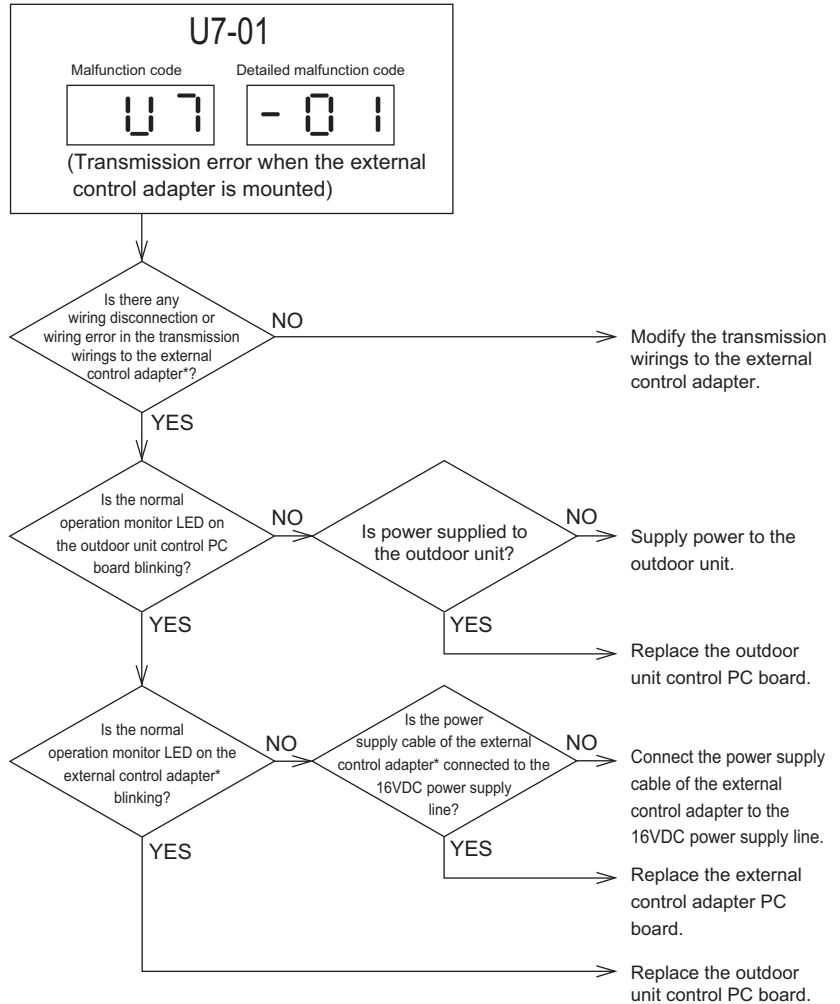 U7-01
Malfunction code
Detailed malfunction code
U7
-01
(Transmission error when the external
control adapter is mounted)
Is there any
wiring disconnection or
wiring error in the transmission
wirings to the external
control adapter*?
NO
Modify the transmission
wirings to the external
control adapter.
YES
Is the normal
operation monitor LED on
the outdoor unit control PC
board blinking?
NO
Is power supplied to
the outdoor unit?
NO
Supply power to the
outdoor unit.
YES
YES
Replace the outdoor
unit control PC board.
Is the normal
operation monitor LED on the
external control adapter*
blinking?
NO
Is the power
supply cable of the external
control adapter* connected to the
16VDC power supply
line?
NO
Connect the power supply
cable of the external
control adapter to the
16VDC power supply line.
YES
YES
Replace the external
control adapter PC
board.
Replace the outdoor
unit control PC board.